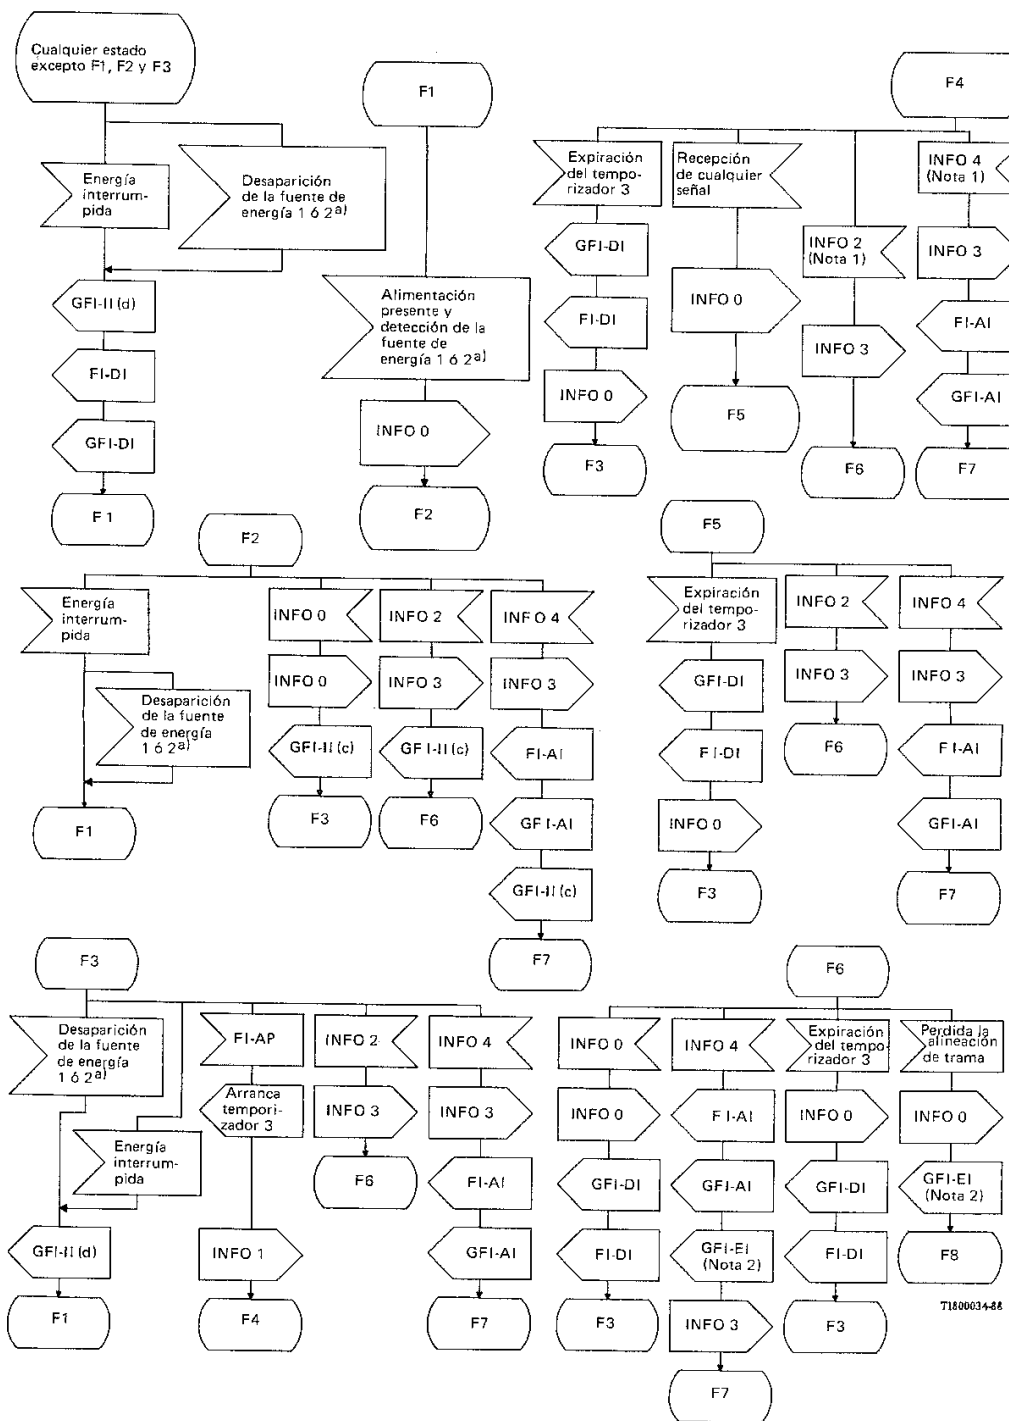 Cualquier estado
excepto F1, F2 y F3
Energía
interrum-
pida
Desaparición
de la fuente de
energía 1 ó 2a)
GFI-II (d)
FI-DI
GFI-DI
F1
F1
Alimentación
presente y
detección de la
fuente de
energía 1 ó 2a)
INFO 0
F2
F4
Expiración
del tempo-
rizador 3
GFI-DI
FI-DI
INFO 0
F3
Recepción
de cualquier
señal
INFO 0
F5
INFO 2
(Nota 1)
INFO 3
F6
INFO 4
(Nota 1)
INFO 3
FI-AI
GFI-AI
F7
F2
Energía
interrum-
pida
Desaparición
de la fuente
de energía
1 ó 2a)
F1
INFO 0
INFO 0
GFI-II (c)
F3
INFO 2
INFO 3
GFI-II (c)
F6
INFO 4
INFO 3
FI-AI
GFI-AI
GFI-II (c)
F7
F5
Expiración
del tempo-
rizador 3
GFI-DI
FI-DI
INFO 0
F3
INFO 2
INFO 3
F6
INFO 4
INFO 3
FI-AI
GFI-AI
F7
F3
Desaparición
de la fuente
de energía
1 ó 2a)
Energía
interrum-
pida
GFI-II (d)
F1
FI-AP
Arranca
tempori-
zador 3
INFO 1
F4
INFO 2
INFO 3
F6
INFO 4
INFO 3
FI-AI
GFI-AI
F7
F6
INFO 0
INFO 0
GFI-DI
FI-DI
F3
INFO 4
FI-AI
GFI-AI
GFI-EI
(Nota 2)
INFO 3
F7
Expiración
del tempo-
rizador 3
INFO 0
GFI-DI
FI-DI
F3
Perdida la
alineación
de trama
INFO 0
GFI-EI
(Nota 2)
F8
T1800034-88